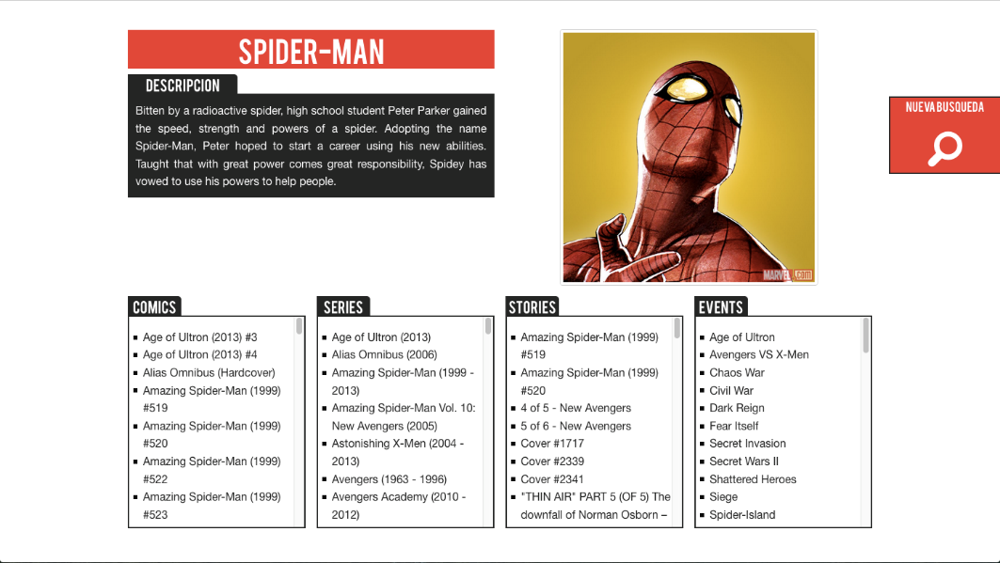 SPIDER-MAN
DESCRIPCION
Bitten by a radioactive spider, high school student Peter Parker gained
the speed, strength and powers of a spider. Adopting the name
Spider-Man, Peter hoped to start a career using his new abilities.
Taught that with great power comes great responsibility, Spidey has
vowed to use his powers to help people.
MARVEL.COM
NUEVA BUSQUEDA
COMICS
Age of Ultron (2013) #3
Age of Ultron (2013) #4
Alias Omnibus (Hardcover)
Amazing Spider-Man (1999)
#519
Amazing Spider-Man (1999)
#520
Amazing Spider-Man (1999)
#522
Amazing Spider-Man (1999)
#523
SERIES
Age of Ultron (2013)
Alias Omnibus (2006)
Amazing Spider-Man (1999 -
2013)
Amazing Spider-Man Vol. 10:
New Avengers (2005)
Astonishing X-Men (2004 -
2013)
Avengers (1963 - 1996)
Avengers Academy (2010 -
2012)
STORIES
Amazing Spider-Man (1999)
#519
Amazing Spider-Man (1999)
#520
4 of 5 - New Avengers
5 of 6 - New Avengers
Cover #1717
Cover #2339
Cover #2341
"THIN AIR" PART 5 (OF 5) The
downfall of Norman Osborn –
EVENTS
Age of Ultron
Avengers VS X-Men
Chaos War
Civil War
Dark Reign
Fear Itself
Secret Invasion
Secret Wars II
Shattered Heroes
Siege
Spider-Island